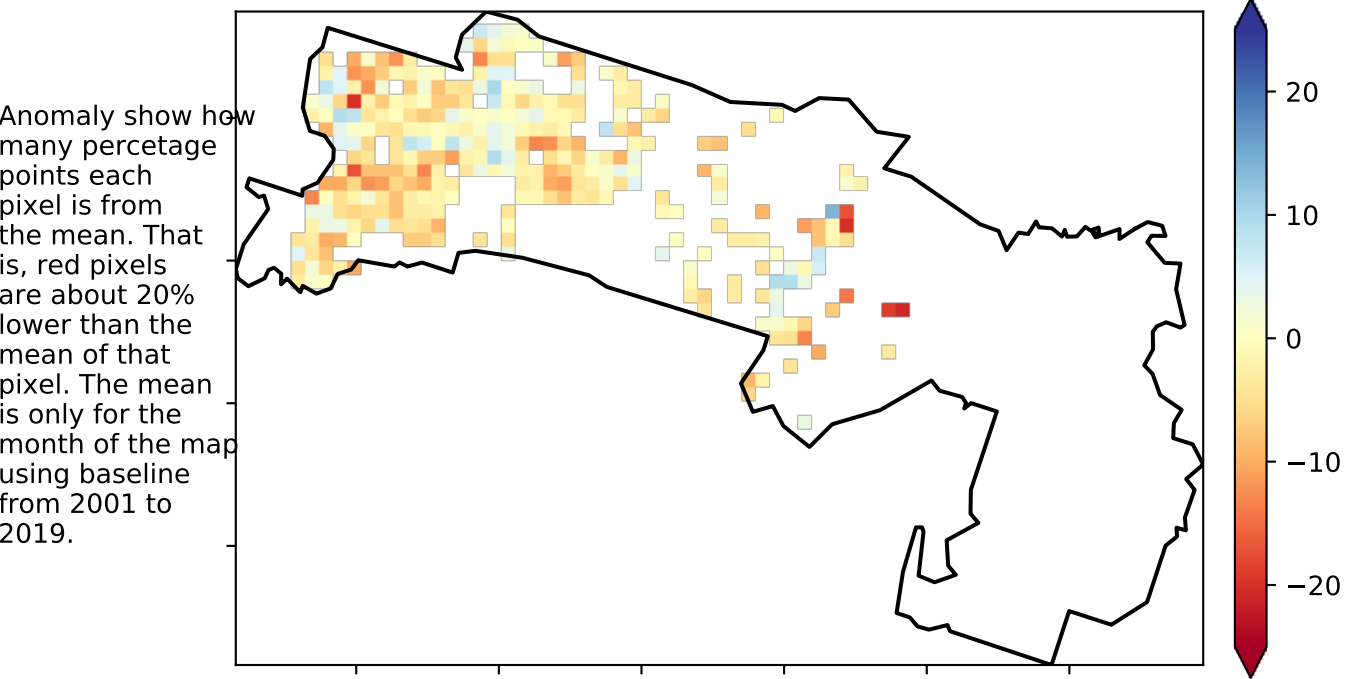 Anomaly show how
many percetage
points each
pixel is from
the mean. That
is, red pixels
are about 20%
lower than the
mean of that
pixel. The mean
is only for the
month of the map
using baseline
from 2001 to
2019.
20
10
0
−10
−20